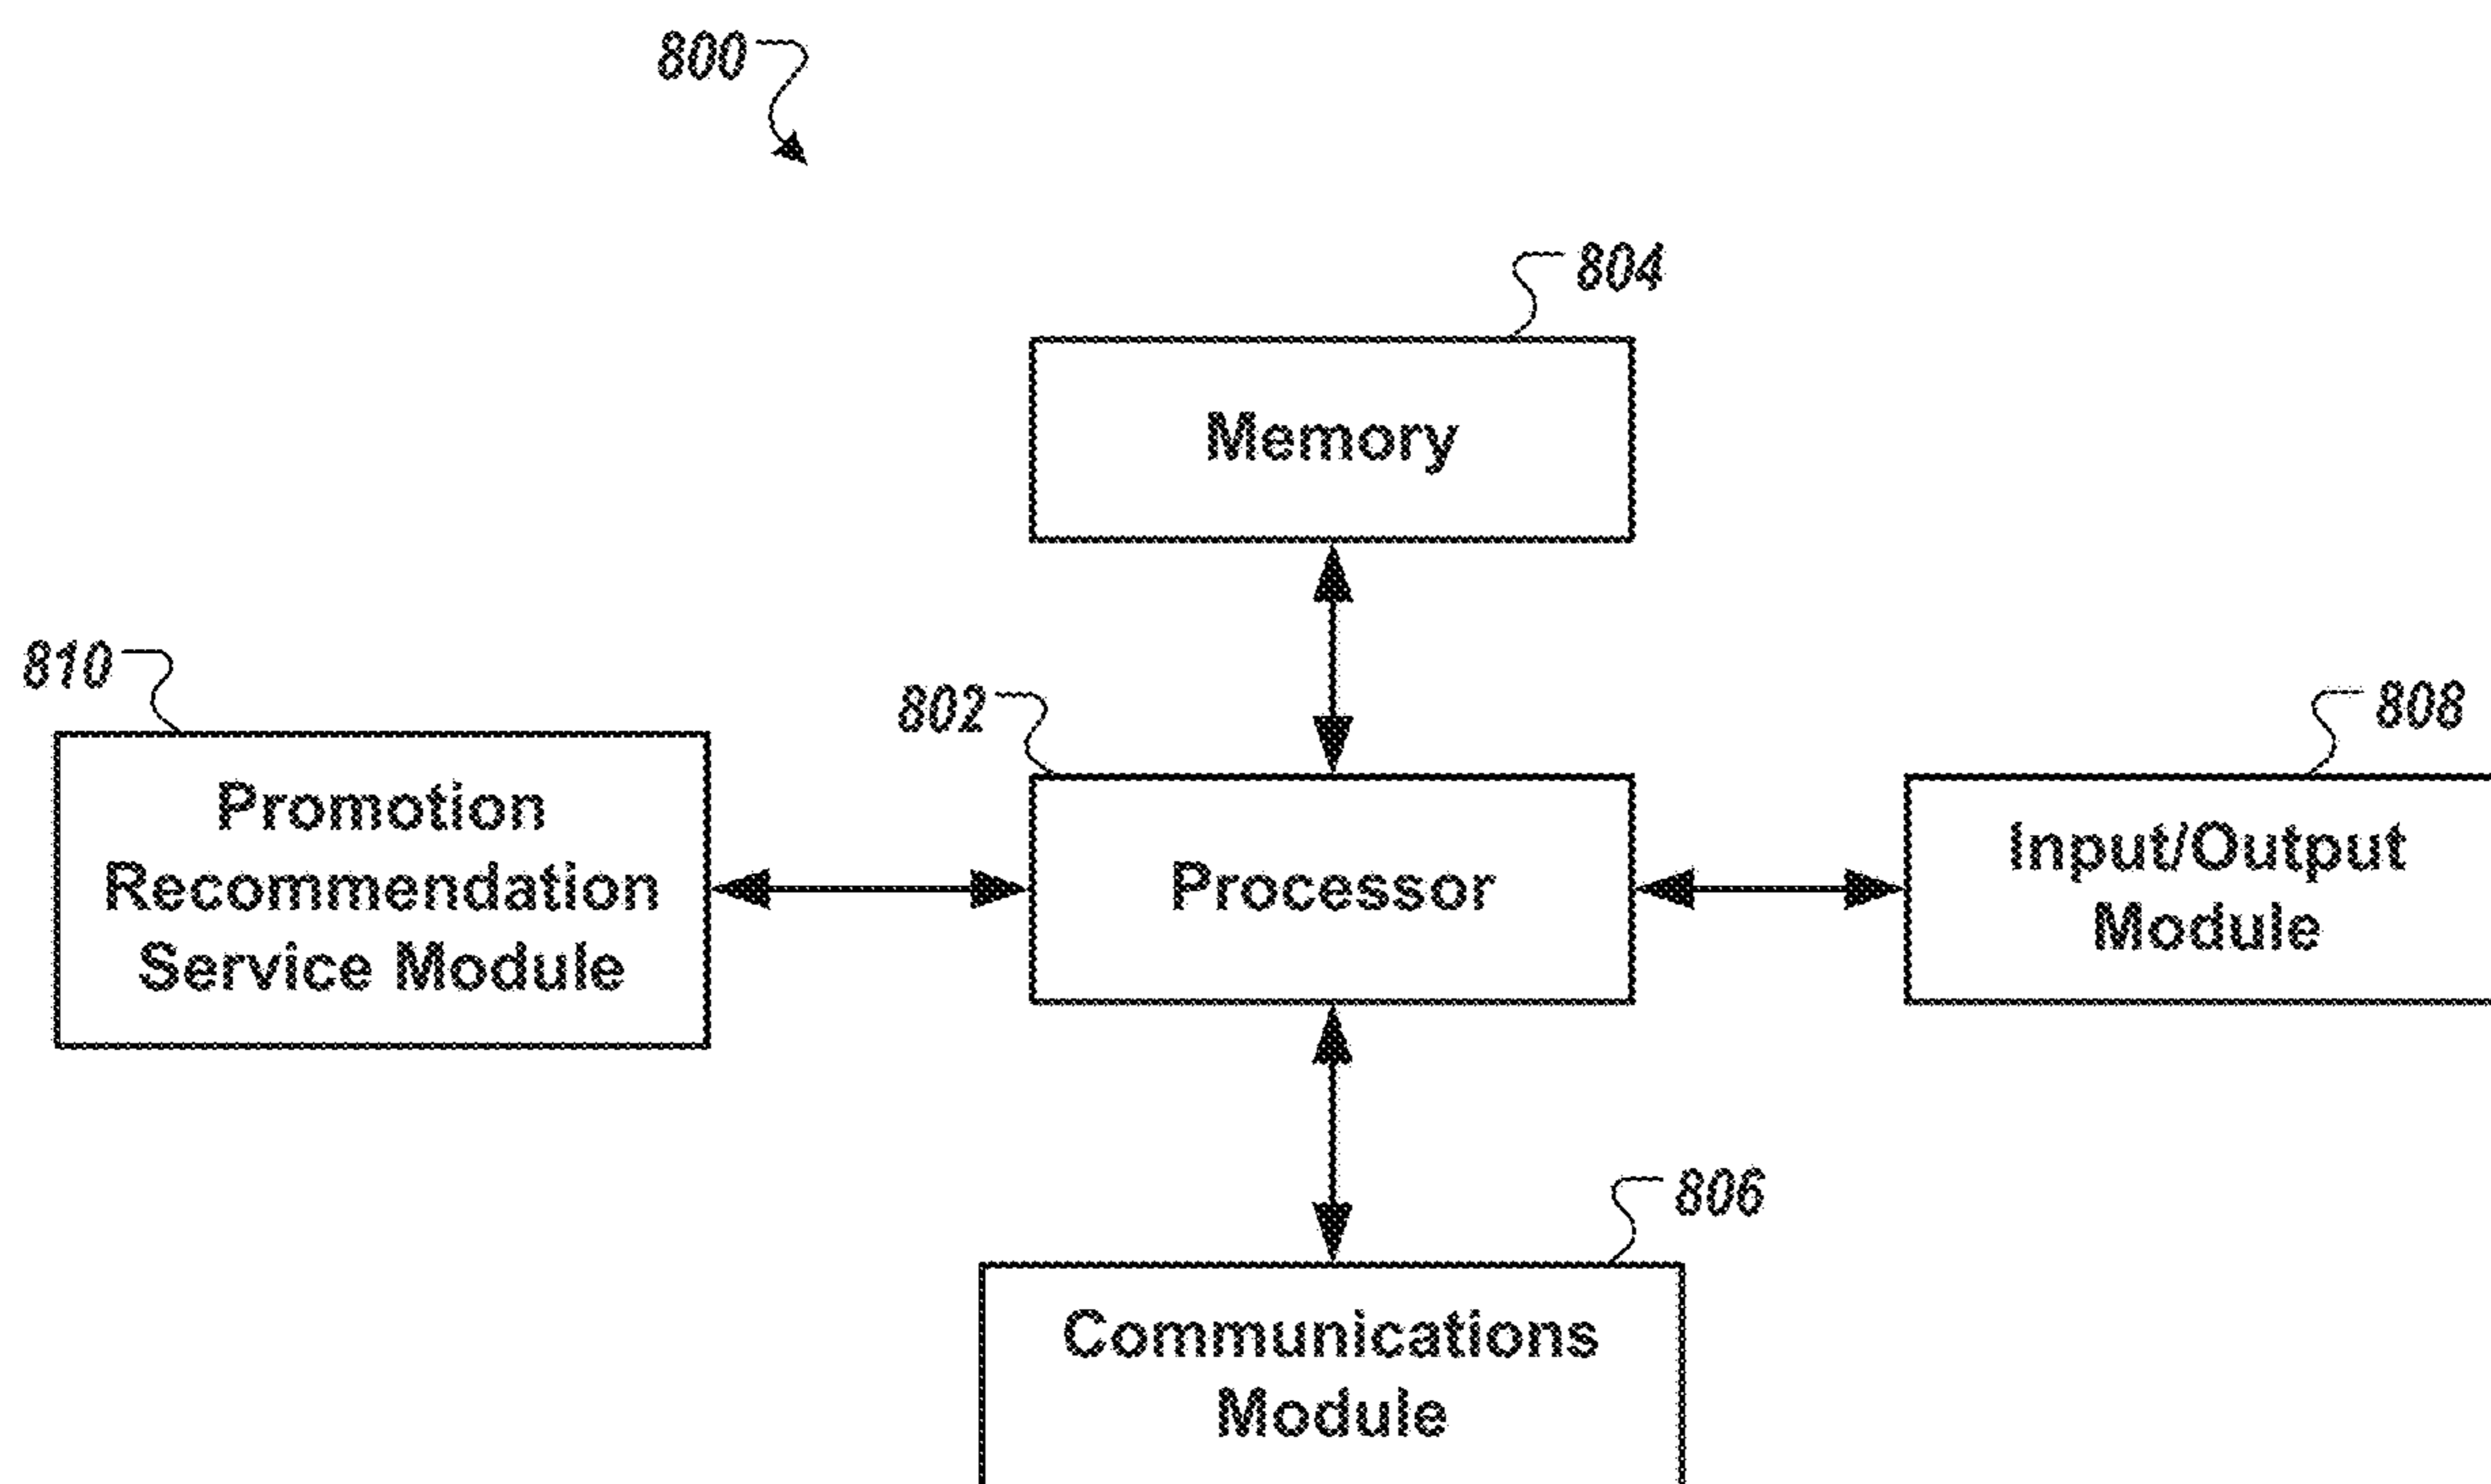 800
804
Memory
810
802
808
Promotion
Recommendation
Service Module
Processor
Input/Output
Module
806
Communications
Module